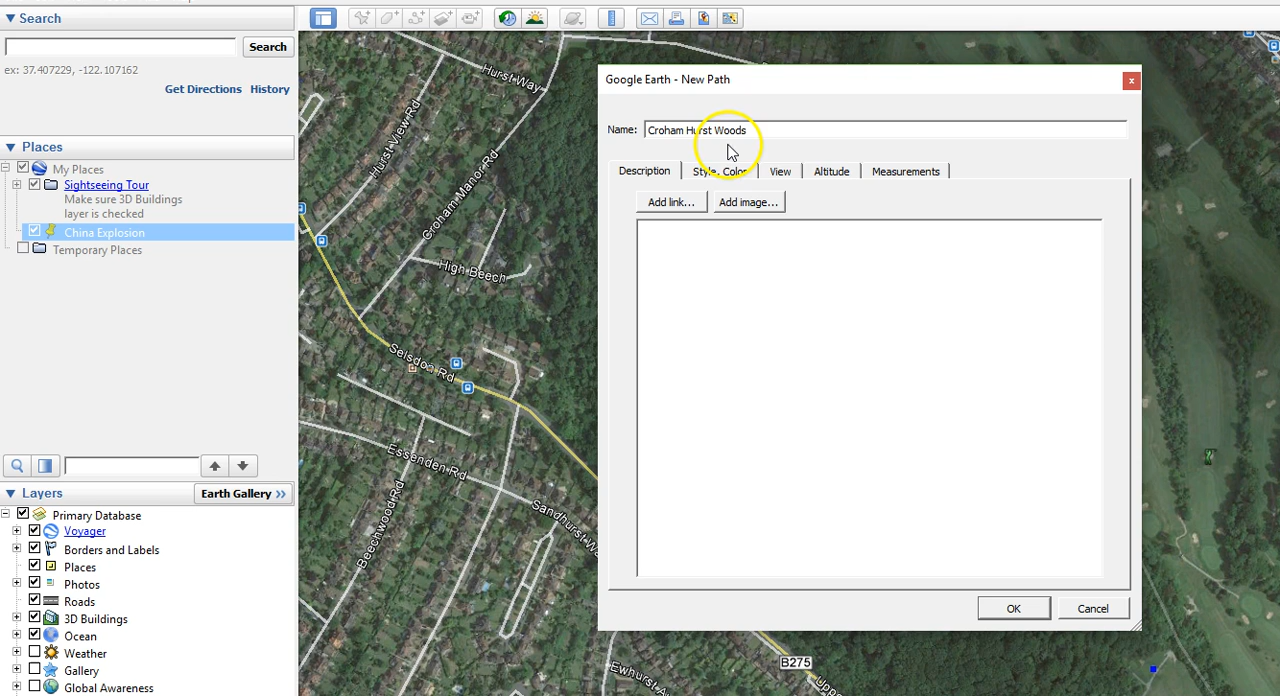 Search
Search
ex: 37.407229, -122.107162
Get Directions History
Places
My Places
Sightseeing Tour
Make sure 3D Buildings
layer is checked
China Explosion
Temporary Places
Layers
Earth Gallery >>
Primary Database
Voyager
Borders and Labels
Places
Photos
Roads
3D Buildings
Ocean
Weather
Gallery
Global Awareness
Hurst Way
Hurst View Rd
Croham Manor Rd
High Beech
Selsdon Rd
Essenden Rd
Beechwood Rd
Sandhurst Wa
Google Earth - New Path
x
Name: Croham Hurst Woods
Description Style, Color View Altitude Measurements
Add link... Add image...
OK Cancel
B275
Ewhurst Av
Uppe